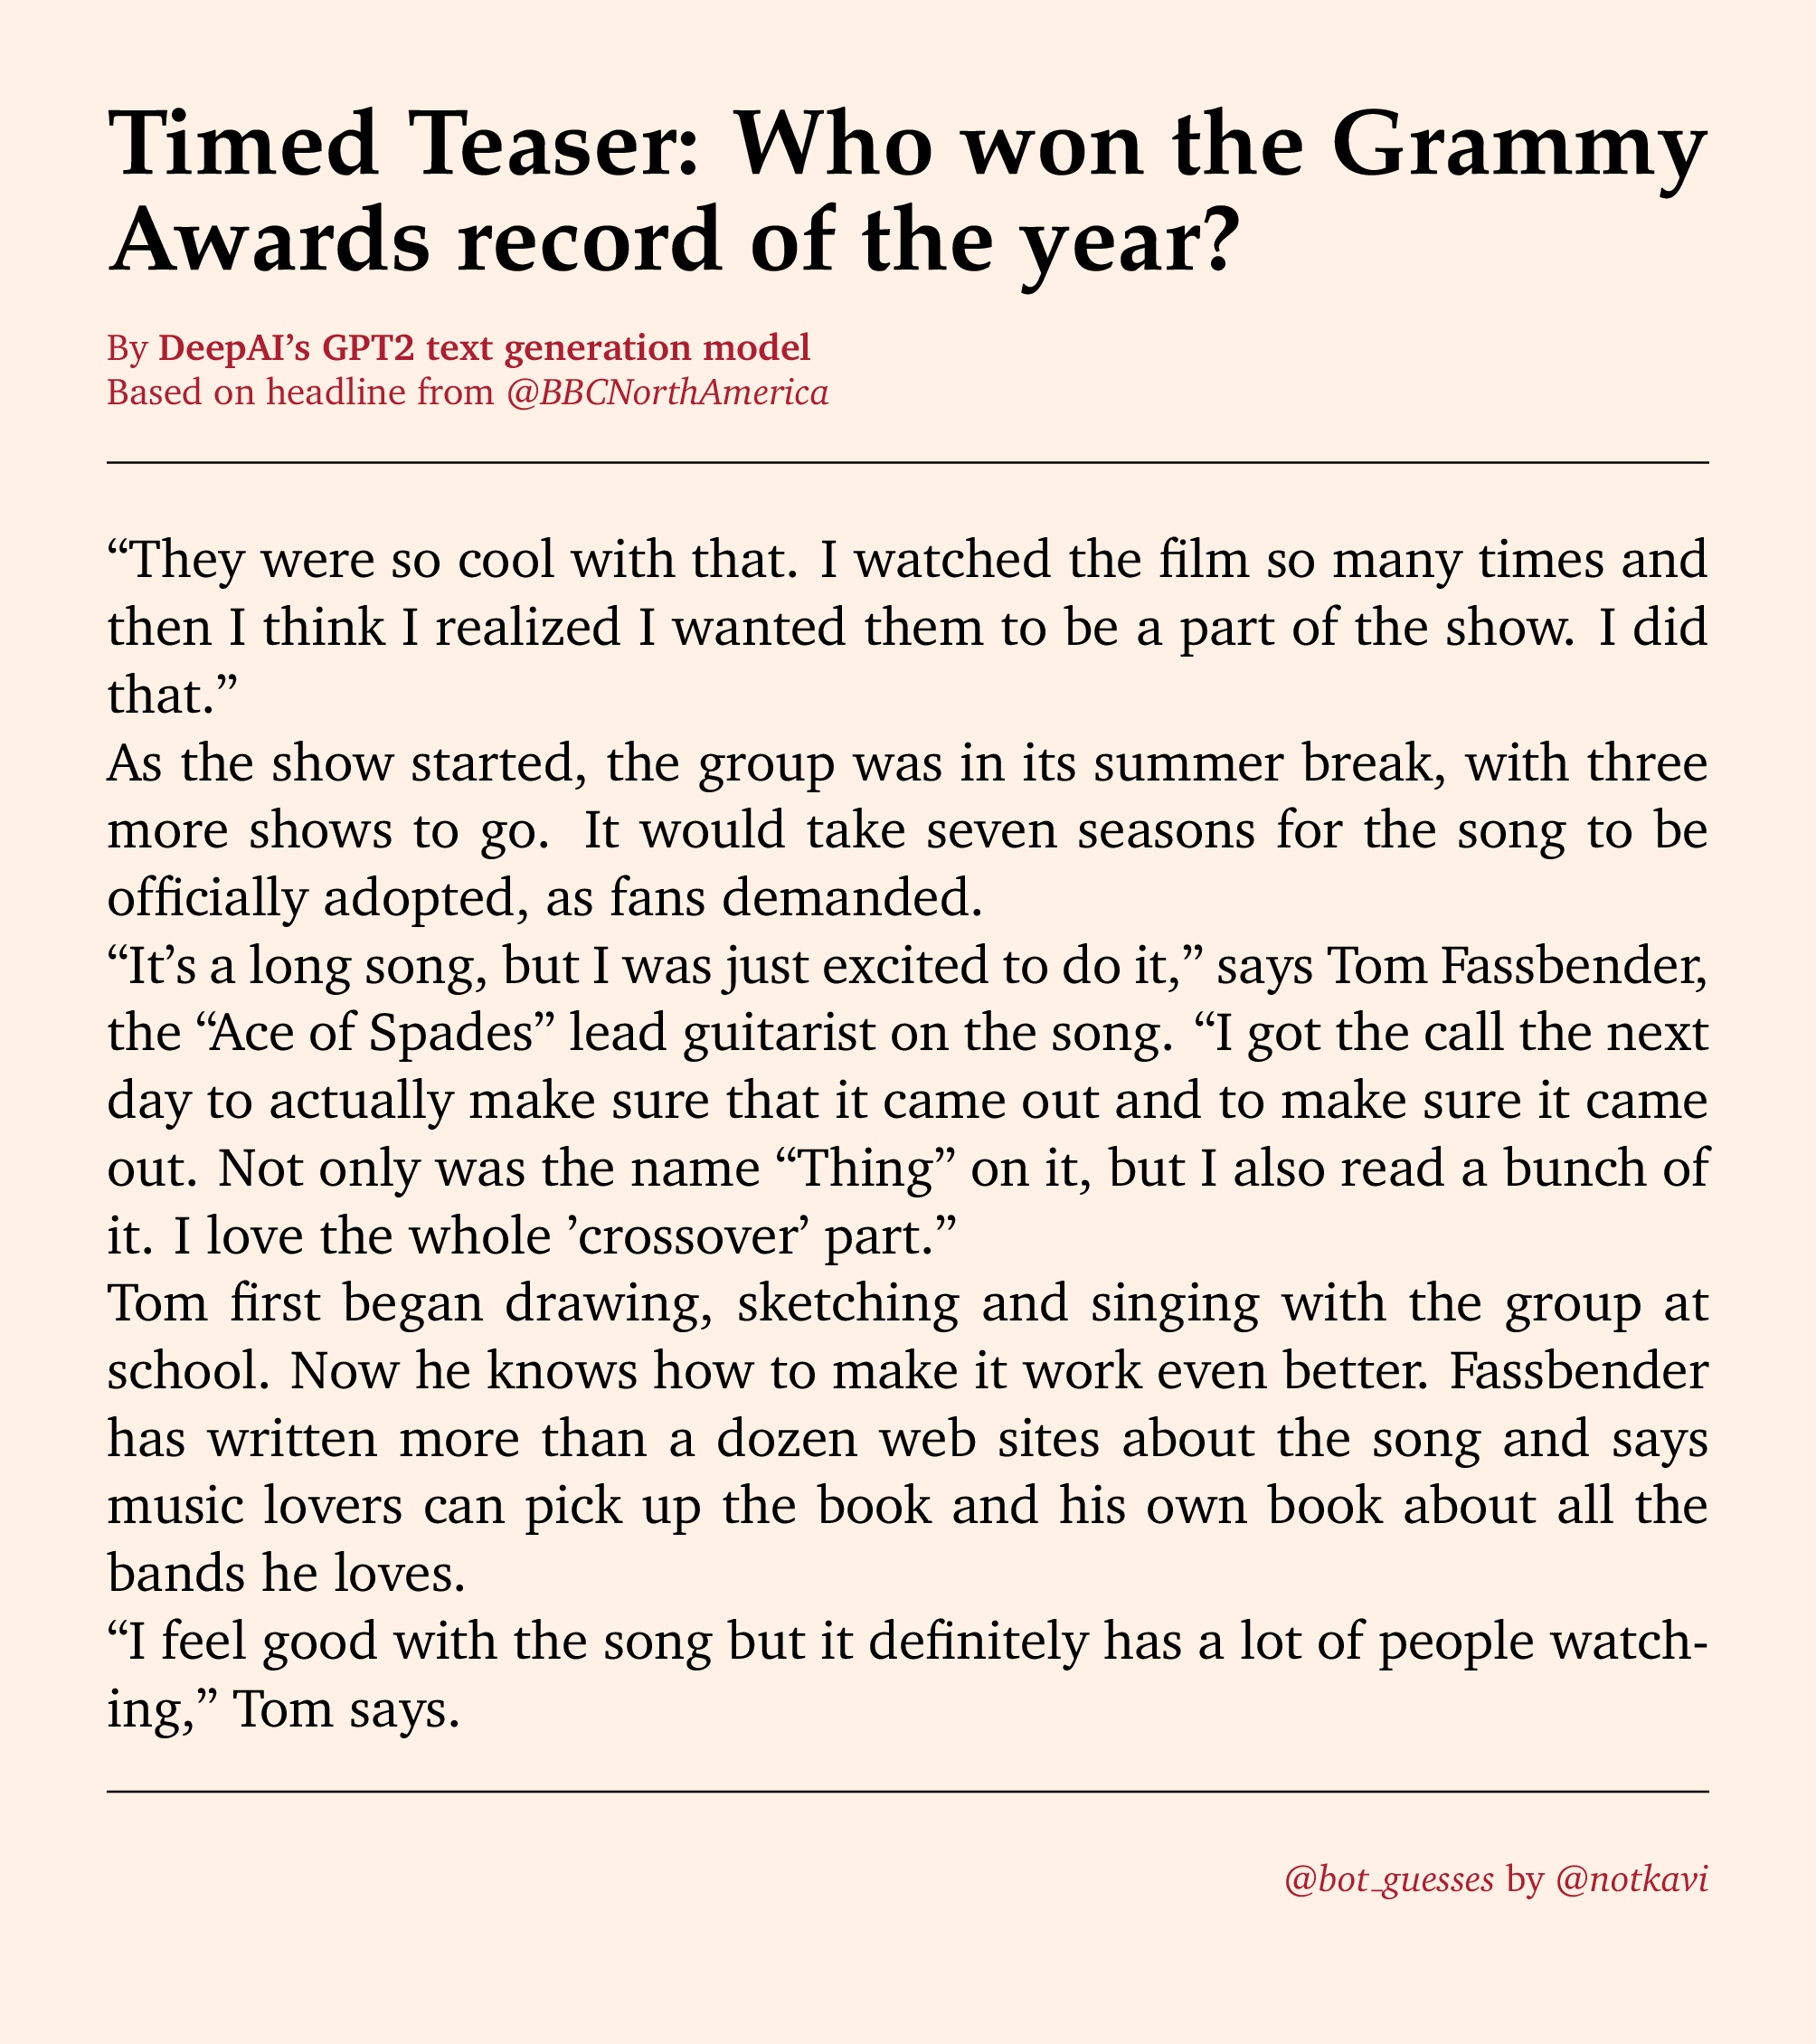 Timed Teaser: Who won the Grammy
Awards record of the year?
By DeepAI’s GPT2 text generation model
Based on headline from @BBCNorthAmerica
“They were so cool with that. I watched the film so many times and
then I think I realized I wanted them to be a part of the show. I did
that.”
As the show started, the group was in its summer break, with three
more shows to go. It would take seven seasons for the song to be
officially adopted, as fans demanded.
“It’s a long song, but I was just excited to do it,” says Tom Fassbender,
the “Ace of Spades” lead guitarist on the song. “I got the call the next
day to actually make sure that it came out and to make sure it came
out. Not only was the name “Thing” on it, but I also read a bunch of
it. I love the whole ’crossover’ part.”
Tom first began drawing, sketching and singing with the group at
school. Now he knows how to make it work even better. Fassbender
has written more than a dozen web sites about the song and says
music lovers can pick up the book and his own book about all the
bands he loves.
“I feel good with the song but it definitely has a lot of people watch-
ing,” Tom says.
@bot_guesses by @notkavi